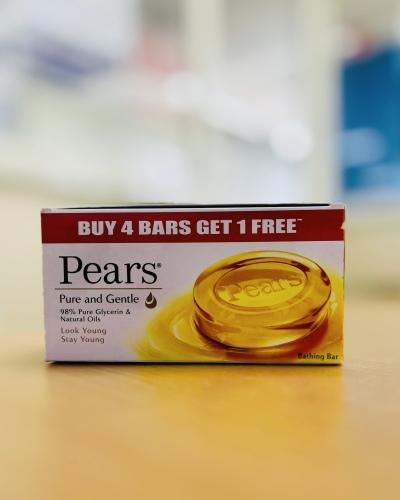 BUY 4 BARS GET 1 FREE~
Pears®
Pure and Gentle
98% Pure Glycerin &
Natural Oils
Look Young
Stay Young
Pears
Bathing Bar